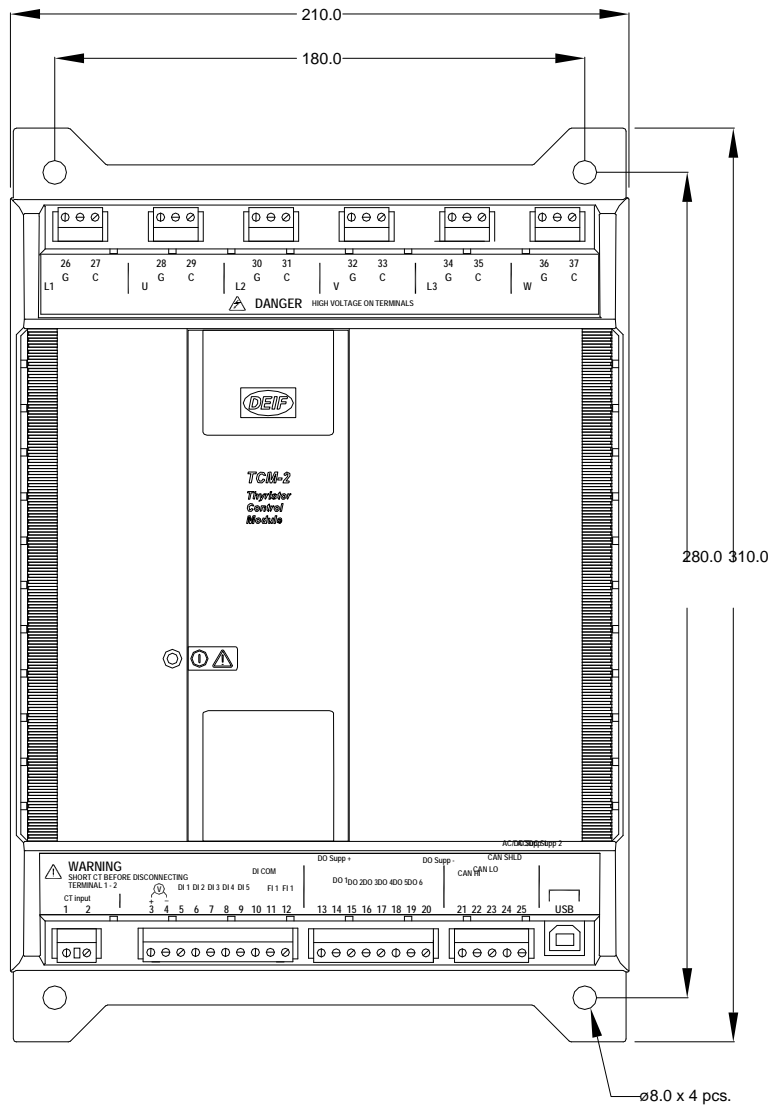 210.0
180.0
26 27 28 29 30 31 32 33 34 35 36 37
G C G C G C G C G C G C
L1 U L2 V L3 W
DANGER HIGH VOLTAGE ON TERMINALS
DEIF
TCM-2
Thyristor
Control
Module
280.0 310.0
WARNING
SHORT CT BEFORE DISCONNECTING
TERMINAL 1 - 2
CT input
V
+ -
DI 1 DI 2 DI 3 DI 4 DI 5
DI COM
FI 1 FI 1
DO Supp +
DO 1 DO 2 DO 3 DO 4 DO 5 DO 6
DO Supp -
CAN HI
CAN LO
CAN SHLD
Supp 2
1 2 3 4 5 6 7 8 9 10 11 12 13 14 15 16 17 18 19 20 21 22 23 24 25 USB
ø8.0 x 4 pcs.